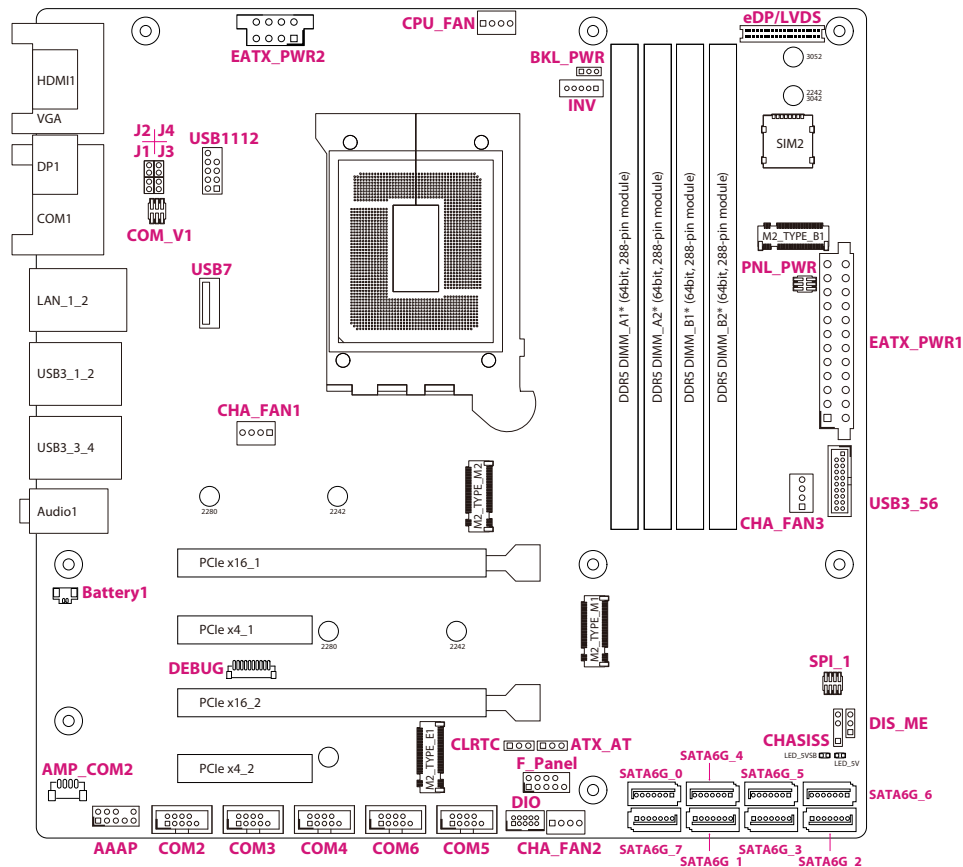 CPU_FAN
eDP/LVDS
EATX_PWR2
BKL_PWR
3052
INV
2242
3042
HDMI1
VGA
J2 J4
J1 J3
USB1112
SIM2
DP1
COM1
COM_V1
M2_TYPE_B1
USB7
PNL_PWR
LAN_1_2
DDR5 DIMM_A1* (64bit, 288-pin module)
DDR5 DIMM_A2* (64bit, 288-pin module)
DDR5 DIMM_B1* (64bit, 288-pin module)
DDR5 DIMM_B2* (64bit, 288-pin module)
EATX_PWR1
USB3_1_2
CHA_FAN1
USB3_3_4
M2_TYPE_M2
Audio1
2280
2242
CHA_FAN3
USB3_56
PCIe x16_1
Battery1
PCIe x4_1
2280
2242
M2_TYPE_M1
DEBUG
SPI_1
PCIe x16_2
DIS_ME
CHASISS
CLRTC
ATX_AT
M2_TYPE_E1
LED_5VSB
LED_5V
PCIe x4_2
AMP_COM2
F_Panel
SATA6G_4
SATA6G_0
SATA6G_5
SATA6G_6
DIO
AAAP
COM2
COM3
COM4
COM6
COM5
CHA_FAN2
SATA6G_7
SATA6G_1
SATA6G_3
SATA6G_2